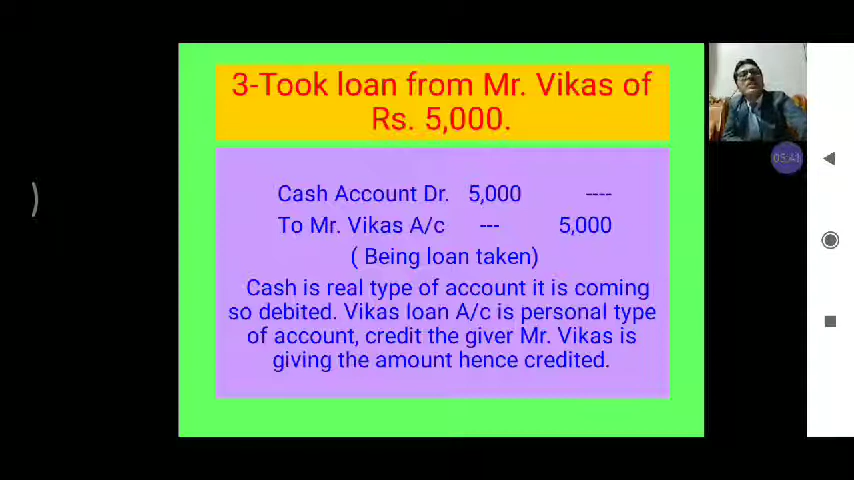 3-Took loan from Mr. Vikas of
Rs. 5,000.
Cash Account Dr. 5,000 ----
To Mr. Vikas A/c --- 5,000
( Being loan taken)
Cash is real type of account it is coming
so debited. Vikas loan A/c is personal type
of account, credit the giver Mr. Vikas is
giving the amount hence credited.
05:41